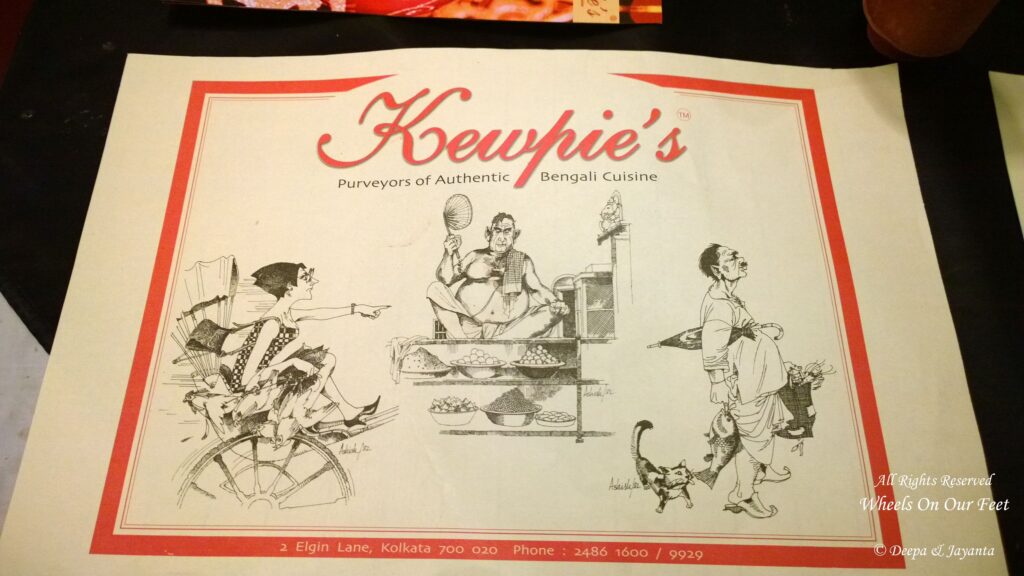 Kewpie's ™
Purveyors of Authentic Bengali Cuisine
2 Elgin Lane, Kolkata 700 020 Phone : 2486 1600 / 9929
All Rights Reserved
Wheels On Our Feet
© Deepa & Jayanta